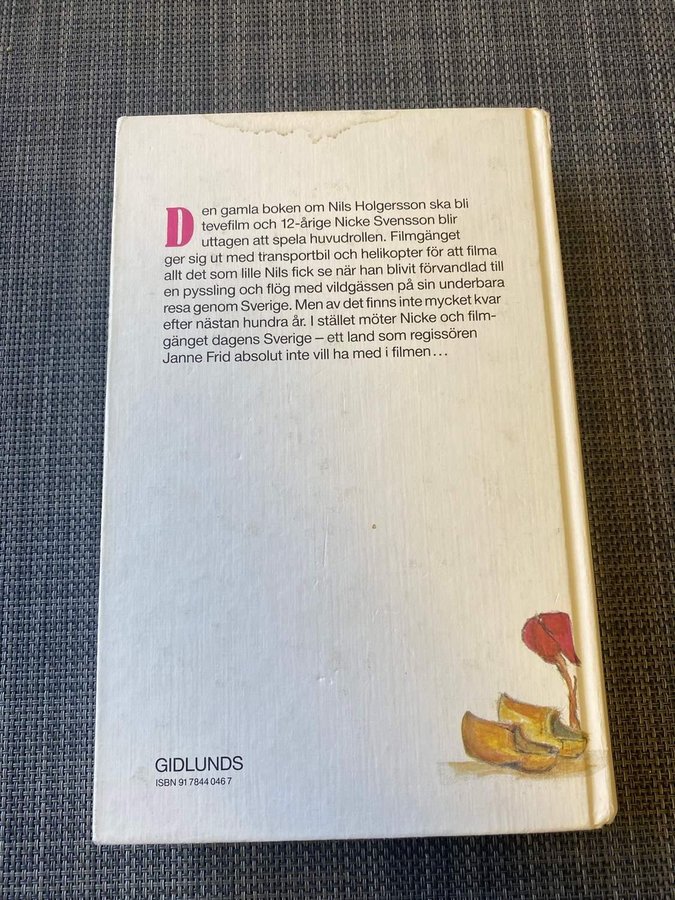 Den gamla boken om Nils Holgersson ska bli
tevefilm och 12-årige Nicke Svensson blir
uttagen att spela huvudrollen. Filmgänget
ger sig ut med transportbil och helikopter för att filma
allt det som lille Nils fick se när han blivit förvandlad till
en pyssling och flög med vildgässen på sin underbara
resa genom Sverige. Men av det finns inte mycket kvar
efter nästan hundra år. I stället möter Nicke och film-
gänget dagens Sverige – ett land som regissören
Janne Frid absolut inte vill ha med i filmen...
GIDLUNDS
ISBN 91 7844 046 7